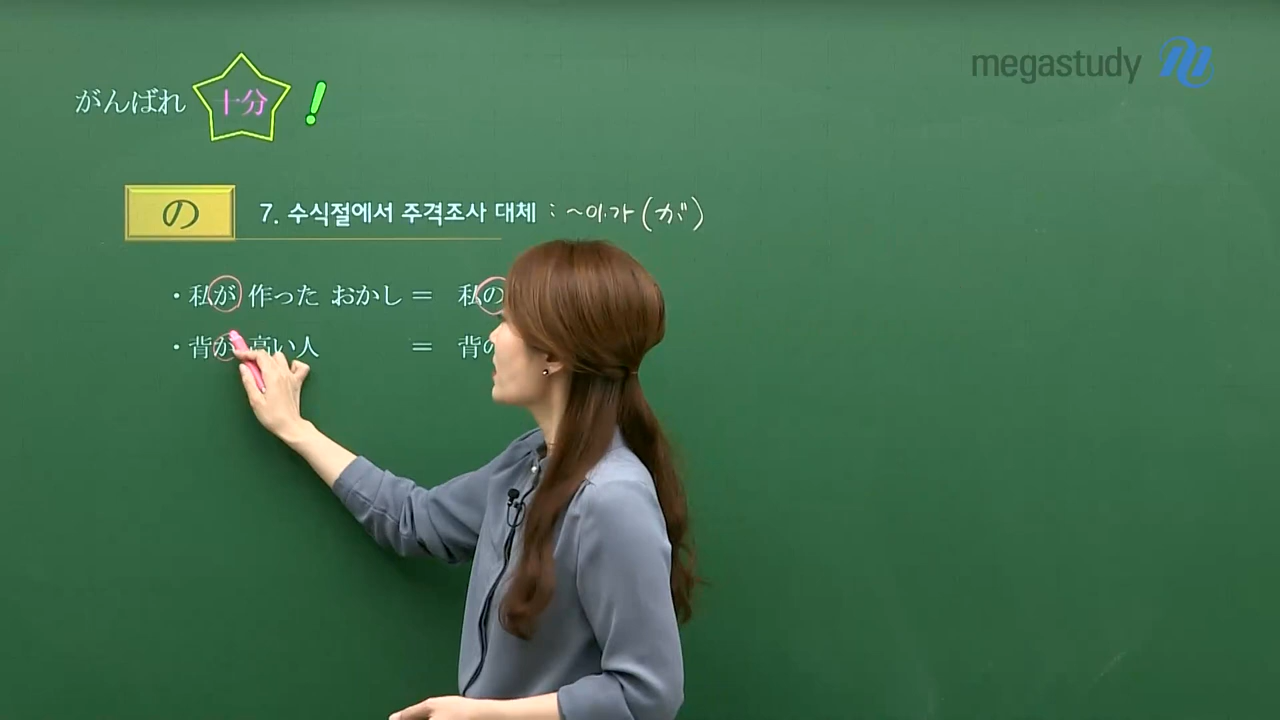 がんばれ 十分 !
megastudy
の 7. 수식절에서 주격조사 대체 : ~이·가 (が)
・私が 作った おかし = 私の
・背が 高い人 = 背の